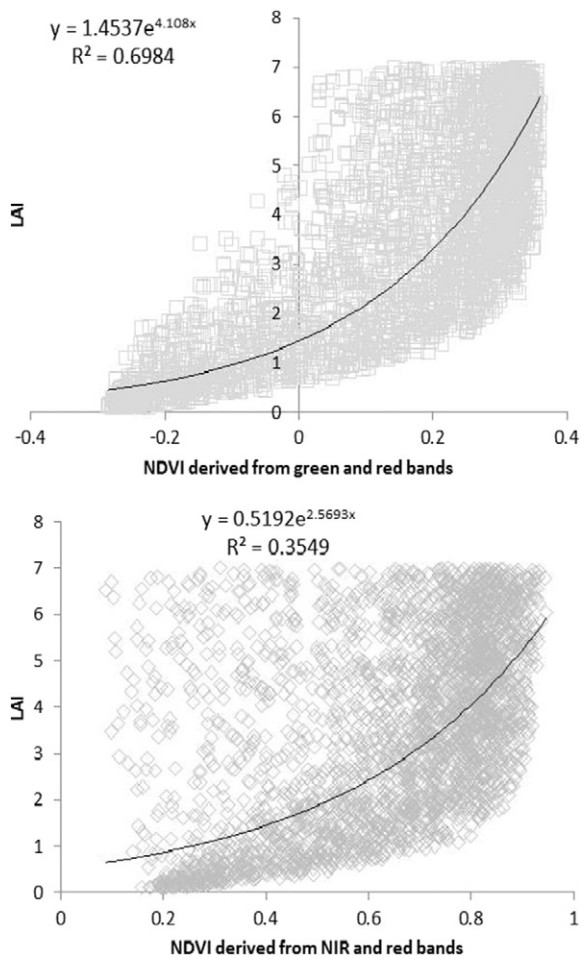 y = 1.4537e^4.108x
R² = 0.6984
8
7
6
5
4
3
2
1
0
LAI
-0.4 -0.2 0 0.2 0.4
NDVI derived from green and red bands
y = 0.5192e^2.5693x
R² = 0.3549
8
7
6
5
4
3
2
1
0
LAI
0 0.2 0.4 0.6 0.8 1
NDVI derived from NIR and red bands